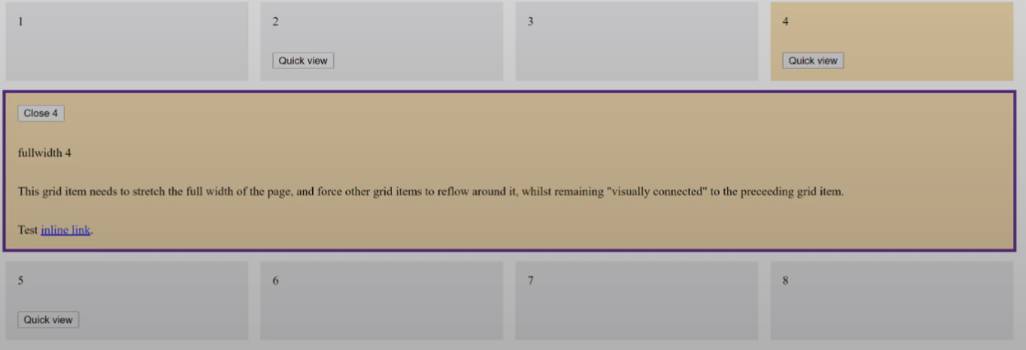 1
2
3
4
Quick view
Quick view
Close 4
fullwidth 4
This grid item needs to stretch the full width of the page, and force other grid items to reflow around it, whilst remaining "visually connected" to the preceeding grid item.
Test inline link.
5
6
7
8
Quick view